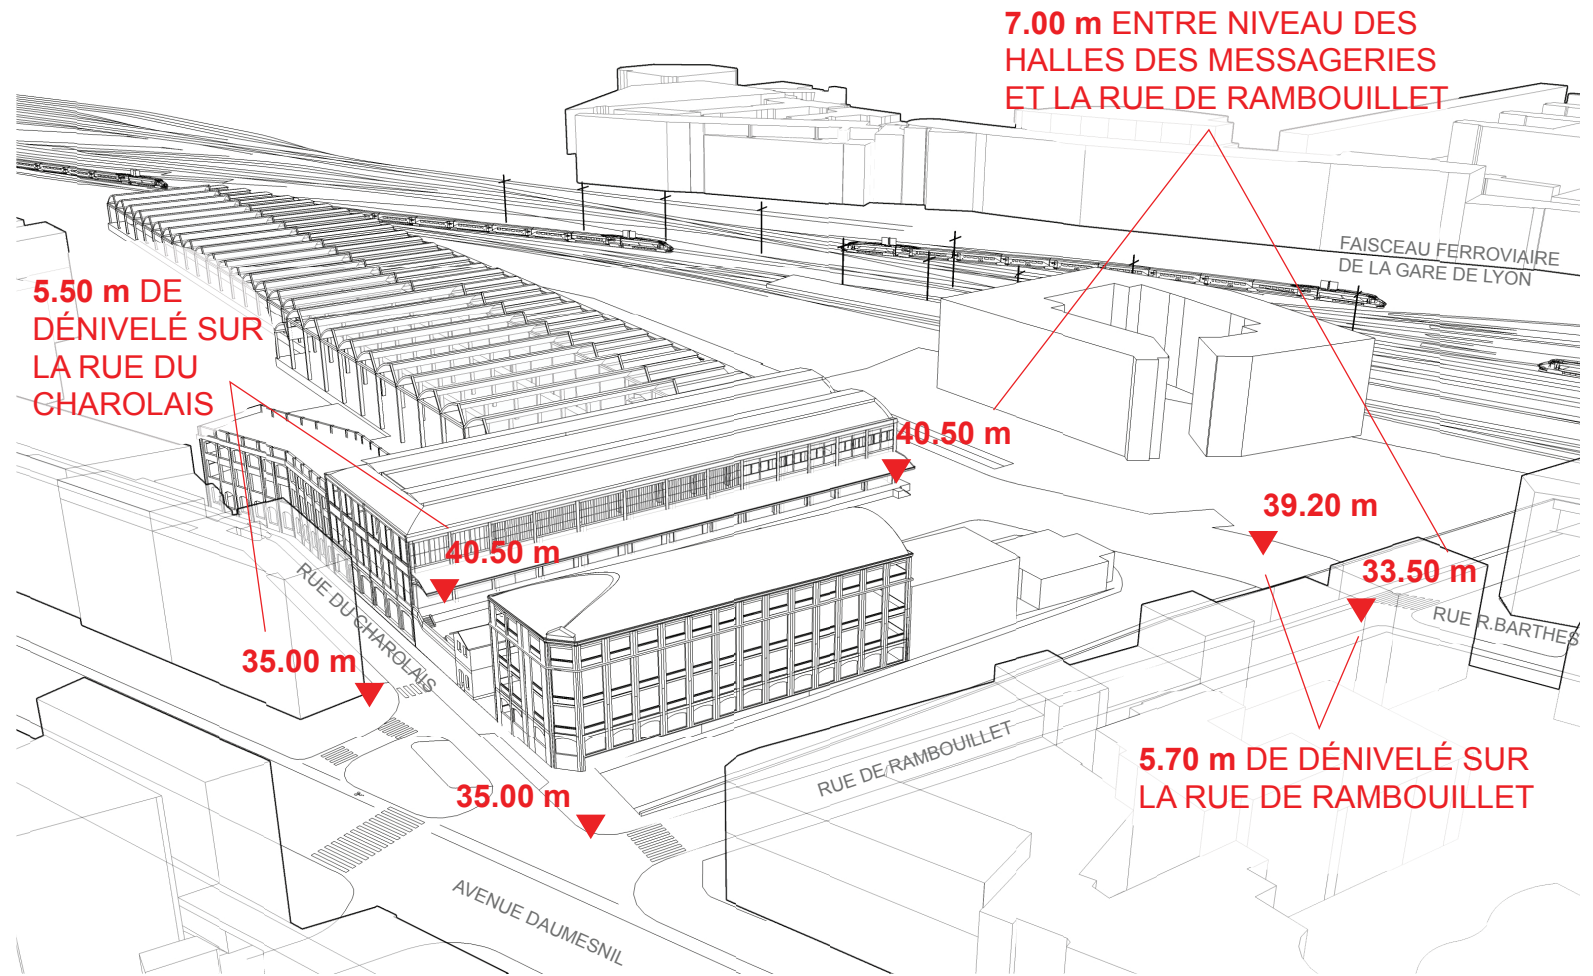 7.00 m ENTRE NIVEAU DES
HALLES DES MESSAGERIES
ET LA RUE DE RAMBOUILLET
FAISCEAU FERROVIAIRE
DE LA GARE DE LYON
5.50 m DE
DÉNIVELÉ SUR
LA RUE DU
CHAROLAIS
40.50 m
39.20 m
40.50 m
33.50 m
RUE R.BARTHES
RUE DU CHAROLAIS
35.00 m
RUE DE RAMBOUILLET
5.70 m DE DÉNIVELÉ SUR
LA RUE DE RAMBOUILLET
35.00 m
AVENUE DAUMESNIL